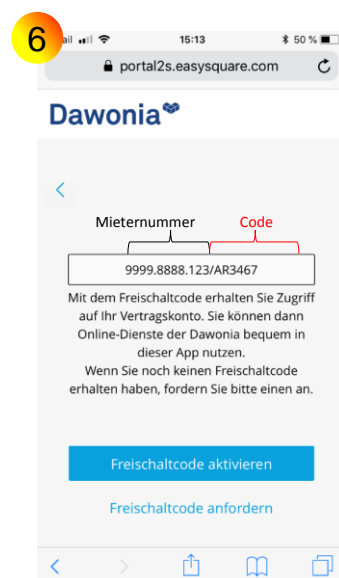 6
ail
15:13
50 %
portal2s.easysquare.com
Dawonia
Mieternummer Code
9999.8888.123/AR3467
Mit dem Freischaltcode erhalten Sie Zugriff
auf Ihr Vertragskonto. Sie können dann
Online-Dienste der Dawonia bequem in
dieser App nutzen.
Wenn Sie noch keinen Freischaltcode
erhalten haben, fordern Sie bitte einen an.
Freischaltcode aktivieren
Freischaltcode anfordern